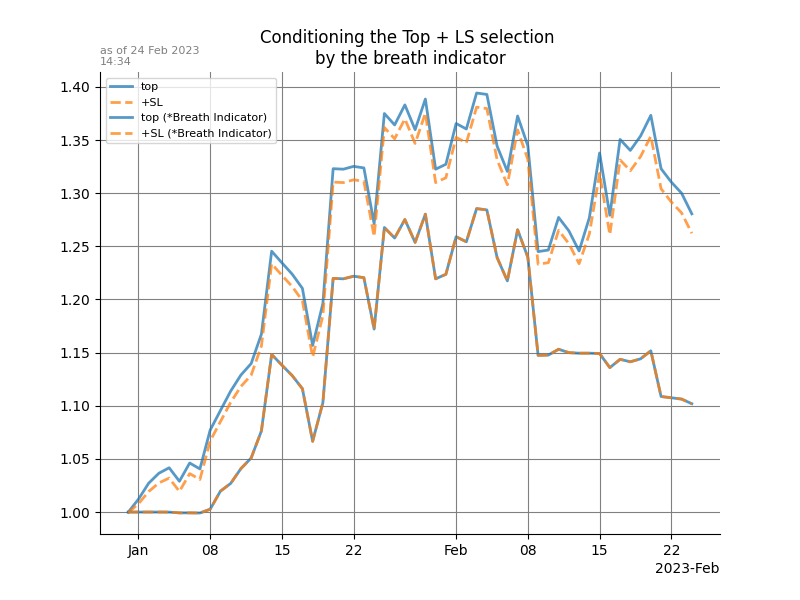 Conditioning the Top + LS selection
by the breath indicator
as of 24 Feb 2023
14:34
top
+SL
top (*Breath Indicator)
+SL (*Breath Indicator)
1.40
1.35
1.30
1.25
1.20
1.15
1.10
1.05
1.00
Jan 08 15 22 Feb 08 15 22
2023-Feb